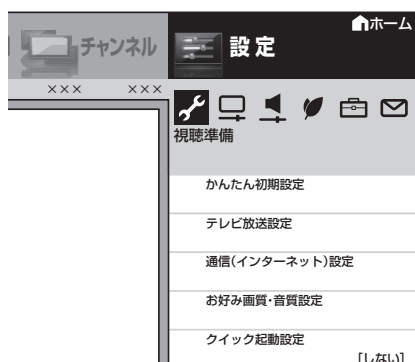 ホーム
チャンネル
設定
××× ×××
視聴準備
かんたん初期設定
テレビ放送設定
通信(インターネット)設定
お好み画質・音質設定
クイック起動設定
[しない]